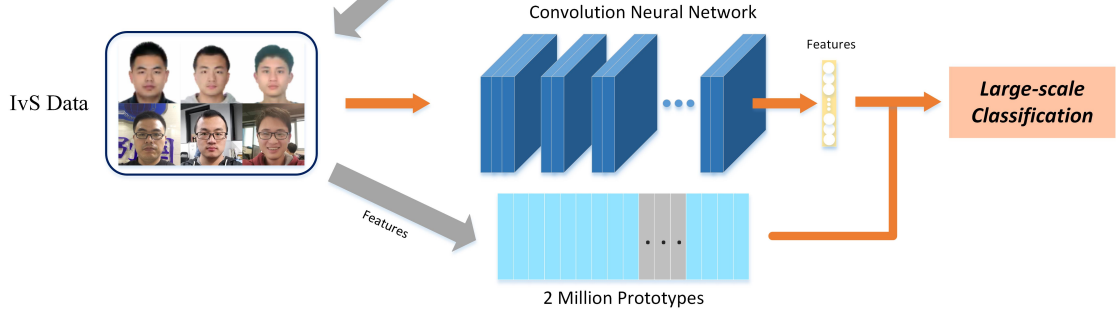 Convolution Neural Network
Features
IvS Data
Large-scale
Classification
Features
2 Million Prototypes